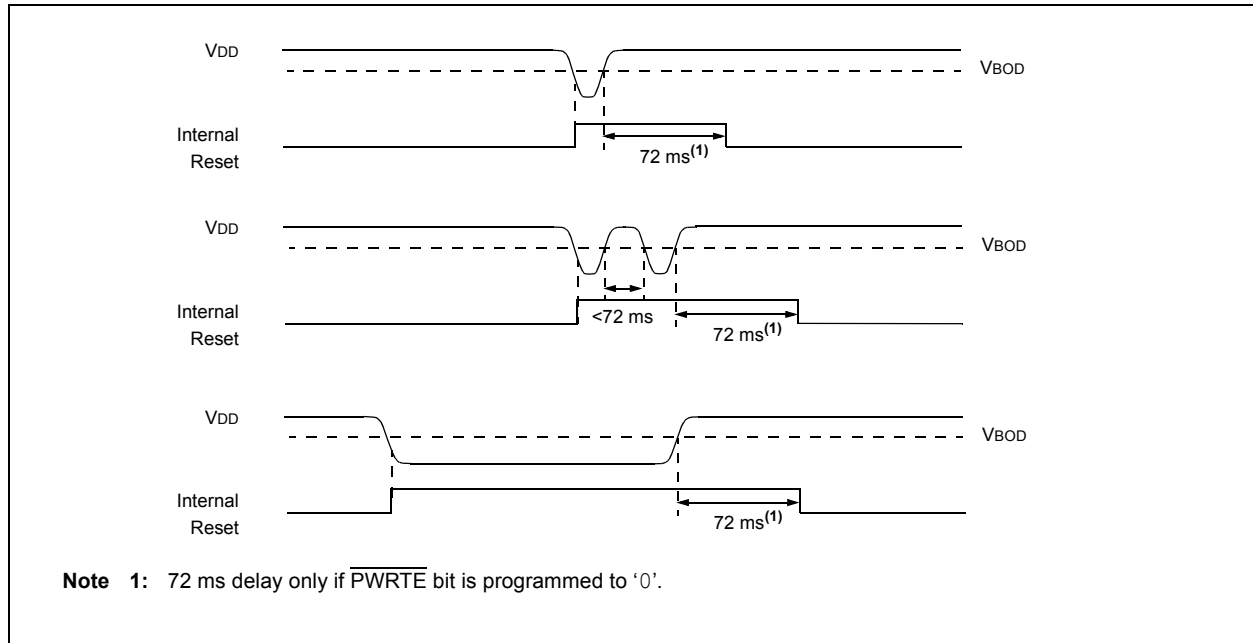 VDD
VBOD
Internal
Reset
72 ms(1)
VDD
VBOD
Internal
Reset
<72 ms
72 ms(1)
VDD
VBOD
Internal
Reset
72 ms(1)
Note 1: 72 ms delay only if PWRTE bit is programmed to ‘0’.